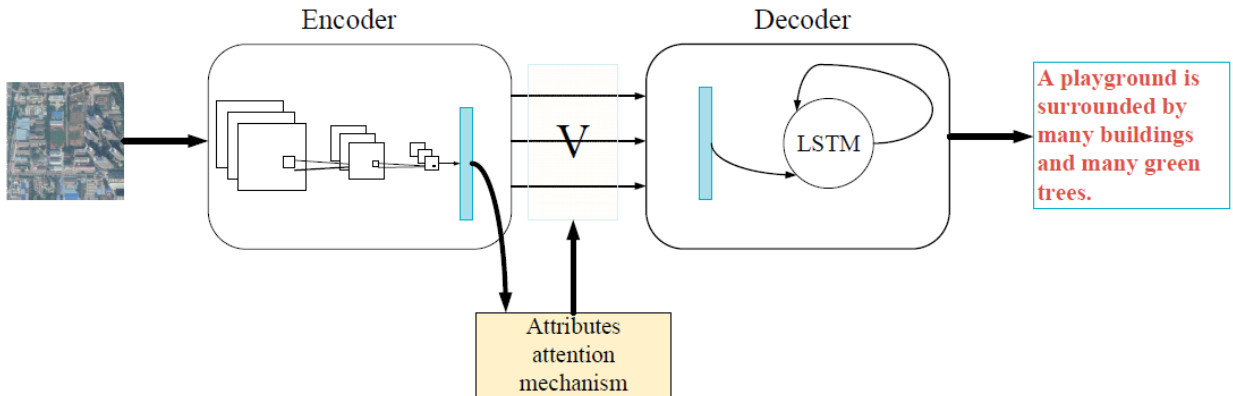 Encoder
Decoder
V
LSTM
A playground is
surrounded by
many buildings
and many green
trees.
Attributes
attention
mechanism